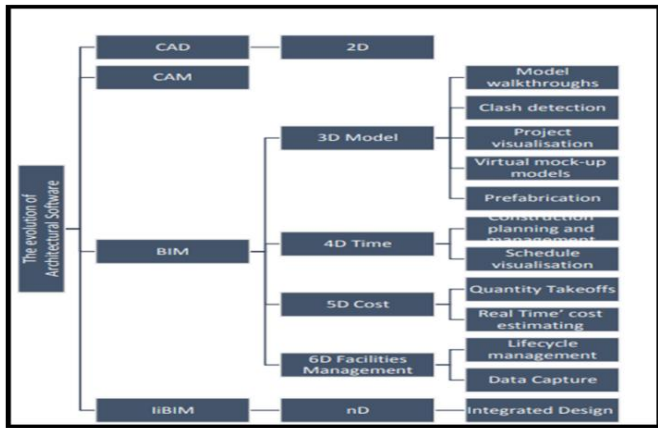 The evolution of
Architectural Software
CAD
2D
CAM
BIM
3D Model
Model
walkthroughs
Clash detection
Project
visualisation
Virtual mock-up
models
Prefabrication
4D Time
Construction
planning and
management
Schedule
visualisation
5D Cost
Quantity Takeoffs
Real Time' cost
estimating
6D Facilities
Management
Lifecycle
management
Data Capture
IiBIM
nD
Integrated Design